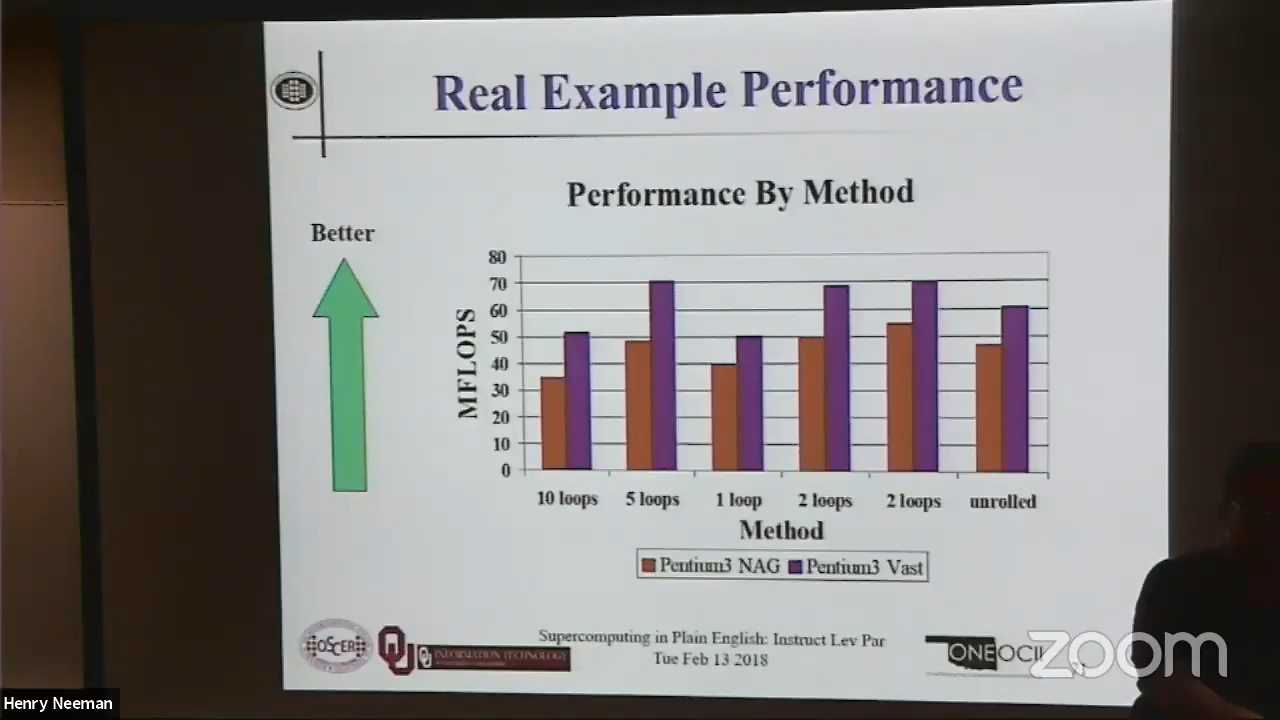 Real Example Performance
Performance By Method
Better
MFLOPS
80
70
60
50
40
30
20
10
0
10 loops 5 loops 1 loop 2 loops 2 loops unrolled
Method
Pentium3 NAG Pentium3 Vast
OSCER
INFORMATION TECHNOLOGY
Supercomputing in Plain English: Instruct Lev Par
Tue Feb 13 2018
ONEOCII
zoom
Henry Neeman